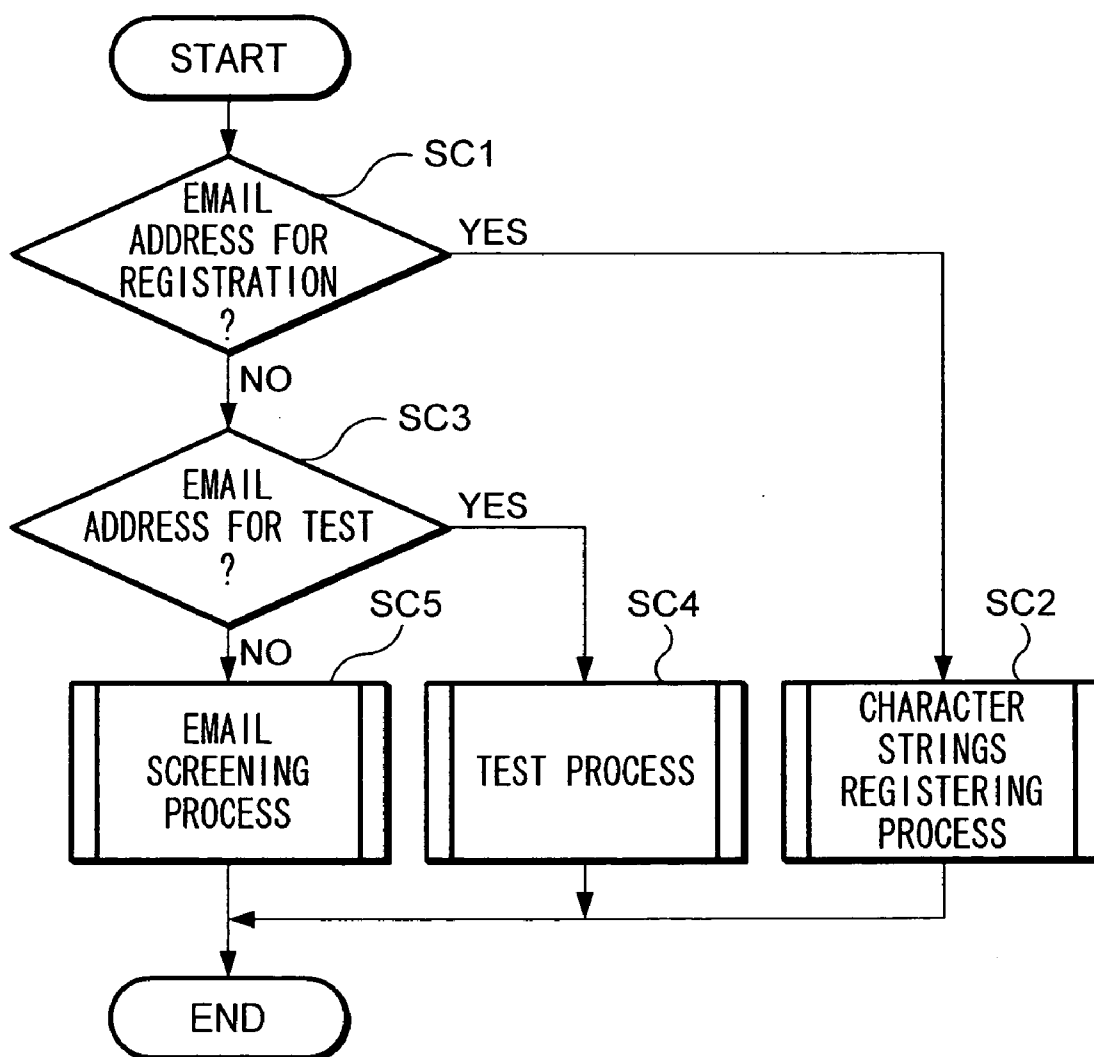 START
SC1
EMAIL
ADDRESS FOR
REGISTRATION
?
YES
NO
SC3
EMAIL
ADDRESS FOR TEST
?
YES
NO
SC5
SC4
SC2
EMAIL
SCREENING
PROCESS
TEST PROCESS
CHARACTER
STRINGS
REGISTERING
PROCESS
END